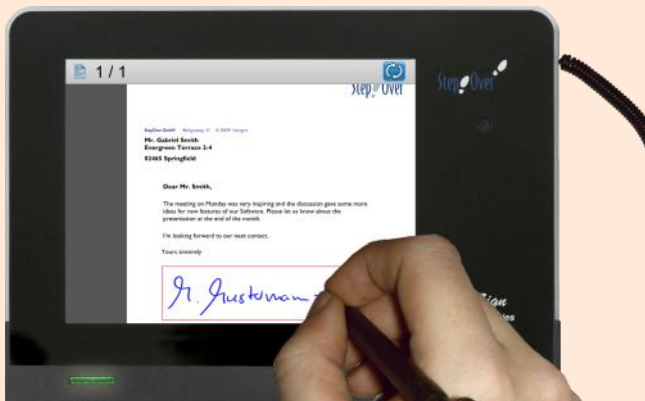 1 / 1
StepOver
StepOver
StepOver GmbH
Mr. Gabriel Smith
Evergreen Terrace 2-4
82465 Springfield
Dear Mr. Smith,
The meeting on Monday was very inspiring and the discussion gave some more
ideas for new features of our Software. Please let us know about the
presentation at the end of the month.
I'm looking forward to our next contact.
Yours sincerely
M. Mustermann